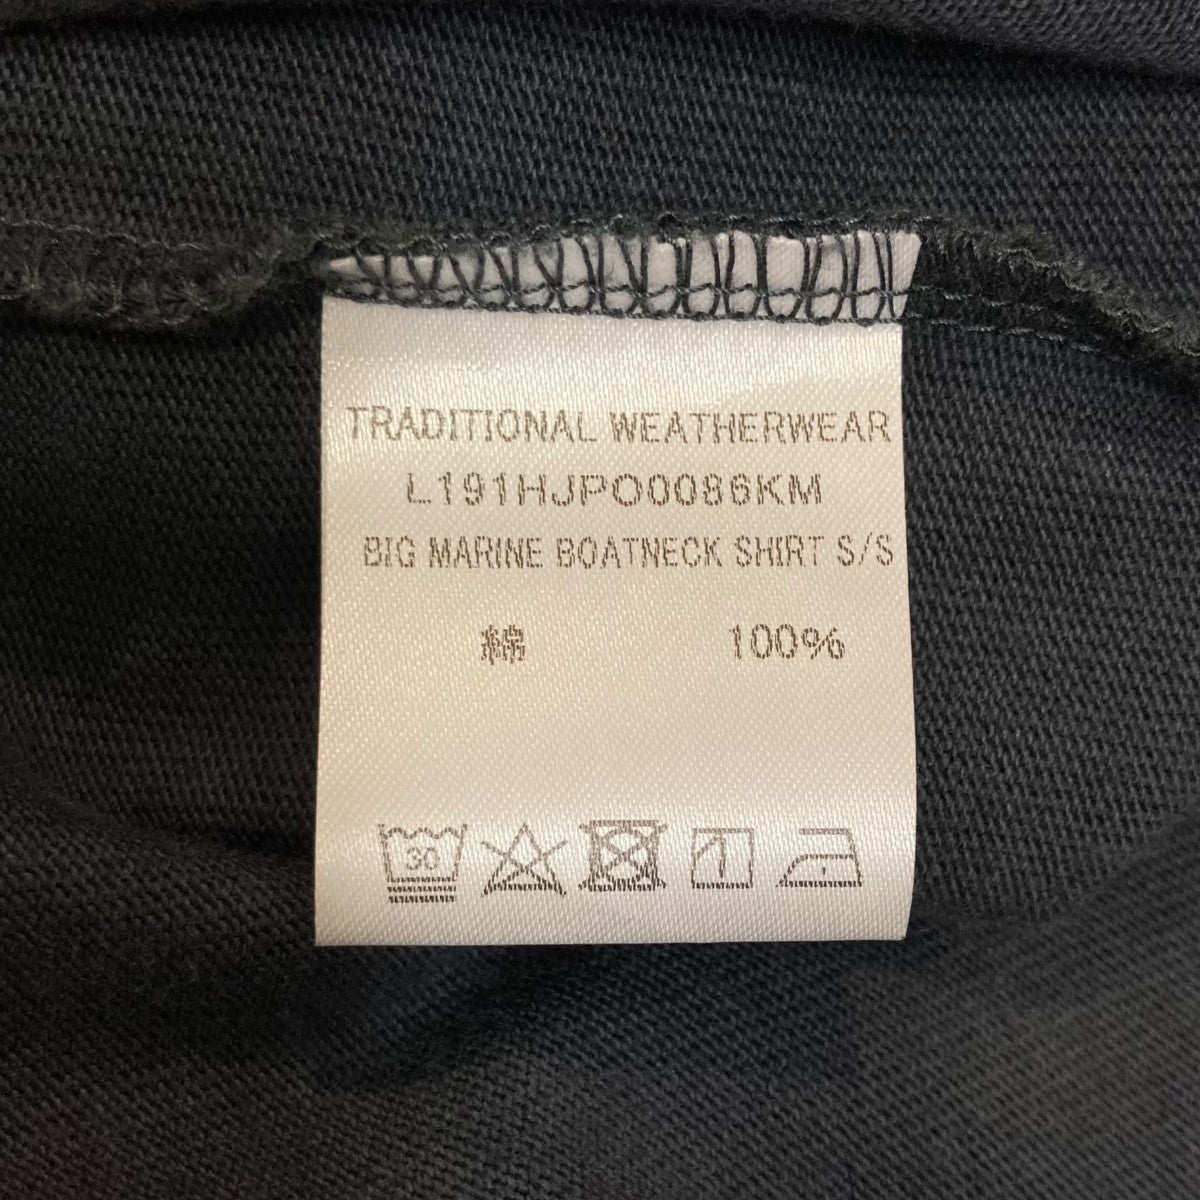 TRADITIONAL WEATHERWEAR
L191HJPO0086KM
BIG MARINE BOATNECK SHIRT S/S
綿 100%
30